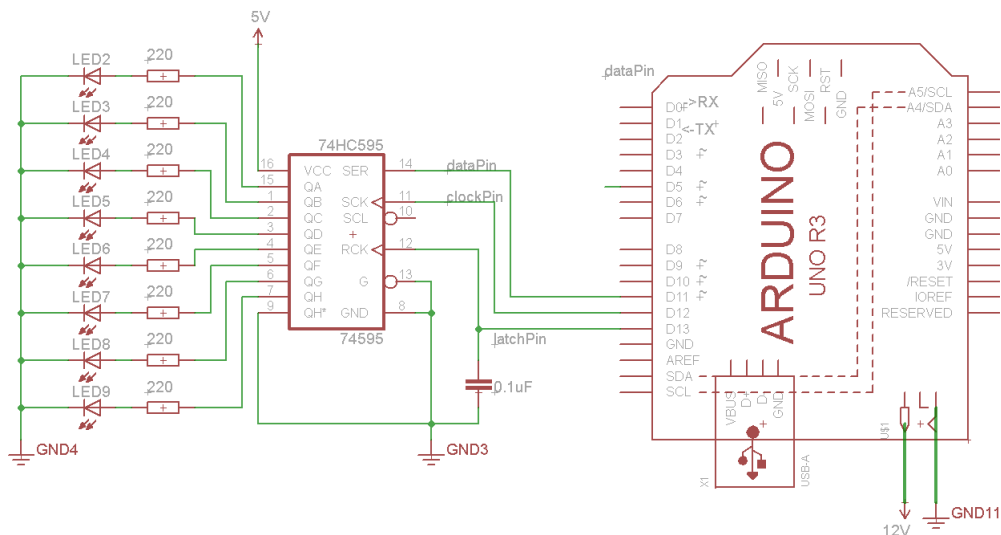 5V
LED2 220
LED3 220
LED4 220
LED5 220
LED6 220
LED7 220
LED8 220
LED9 220
GND4
74HC595
16 VCC SER 14 dataPin
15 QA
1 QB SCK 11 clockPin
2 QC SCL 10
3 QD
4 QE RCK 12
5 QF
6 QG G 13
7 QH
9 QH* GND 8
74595
latchPin
0.1uF
GND3
dataPin
MISO
5V
SCK
MOSI
RST
GND
D0 >RX
D1 <-TX
D2
D3 ~
D4
D5 ~
D6 ~
D7
D8
D9 ~
D10 ~
D11 ~
D12
D13
GND
AREF
SDA
SCL
ARDUINO
UNO R3
A5/SCL
A4/SDA
A3
A2
A1
A0
VIN
GND
GND
5V
3V
/RESET
IOREF
RESERVED
VBUS
D+
D-
GND
X1
USB-A
U$1
12V
GND11